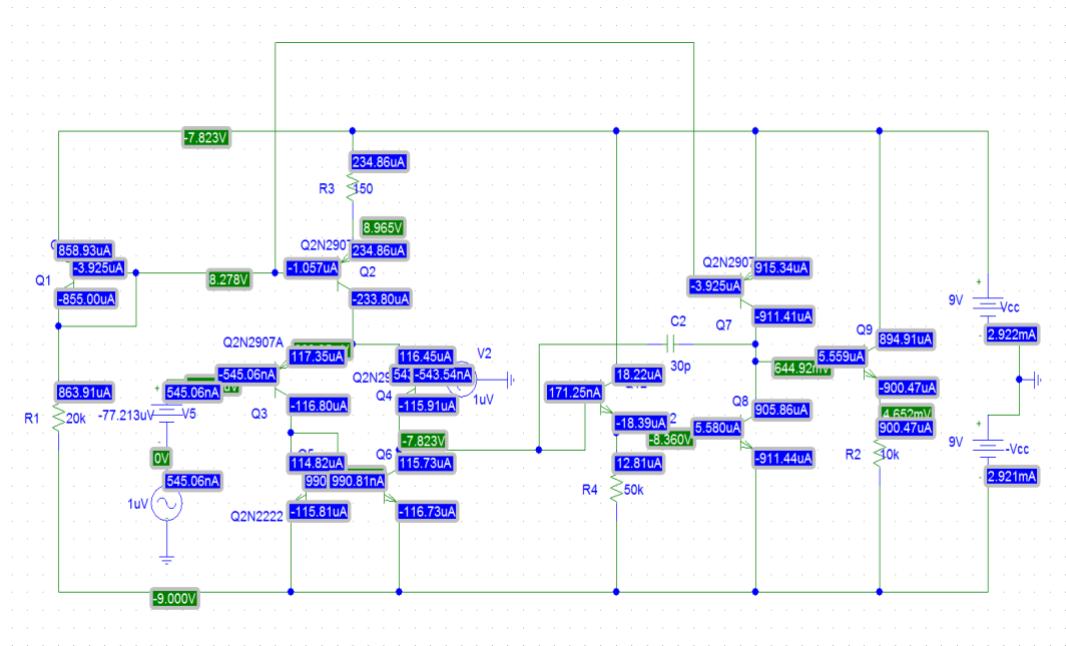 -7.823V
234.86uA
R3
150
8.965V
858.93uA
Q2N2907
234.86uA
-3.925uA
-1.057uA
Q2
Q1
8.278V
-855.00uA
-233.80uA
Q2N2907
915.34uA
-3.925uA
-911.41uA
Q7
C2
30p
9V
Vcc
2.922mA
Q9
894.91uA
5.559uA
644.92mV
-900.47uA
Q2N2907A
117.35uA
116.45uA
V2
-545.06nA
Q2N29
543
-543.54nA
1uV
Q4
-115.91uA
18.22uA
171.25nA
863.91uA
R1
20k
-77.213uV
545.06nA
V5
Q3
-116.80uA
-18.39uA
Q8
905.86uA
5.580uA
-8.360V
4.652mV
900.47uA
9V
-Vcc
2.921mA
-7.823V
0V
114.82uA
Q6
115.73uA
12.81uA
-911.44uA
R2
10k
545.06nA
990
990.81nA
R4
50k
1uV
Q2N2222
-115.81uA
-116.73uA
-9.000V